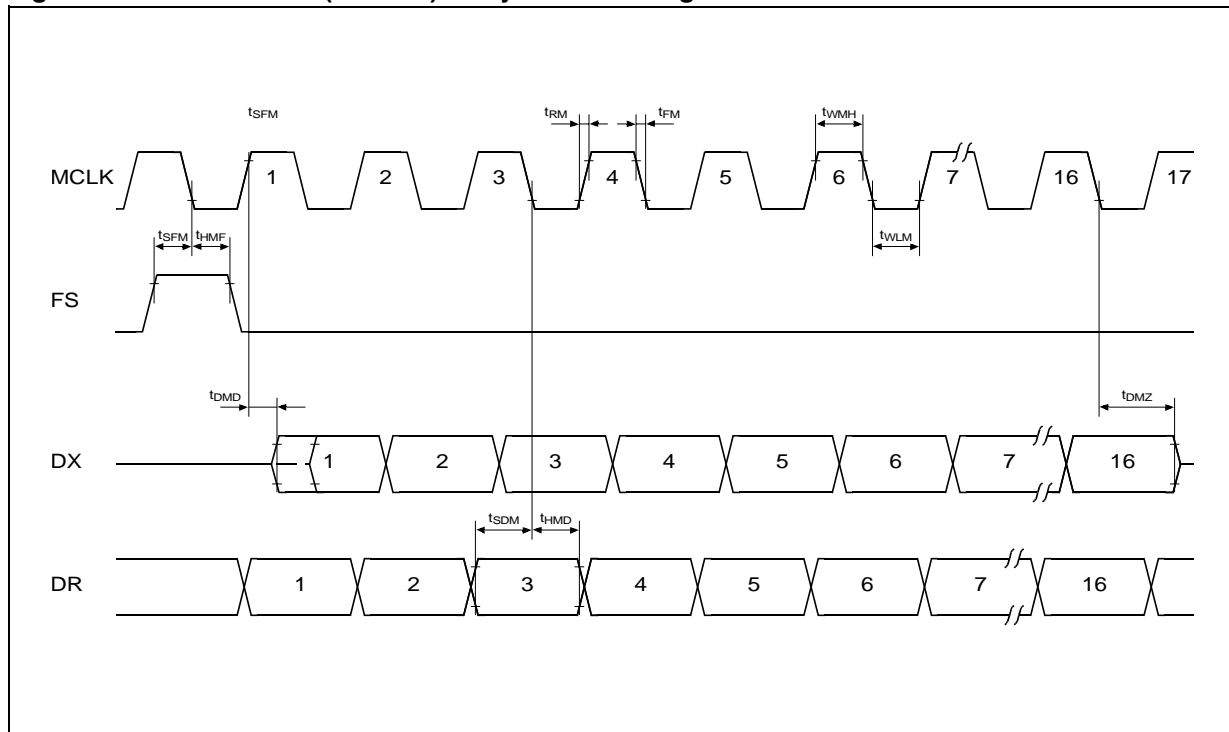 tSFM
tRM
tFM
tWMH
MCLK
1 2 3 4 5 6 7 16 17
tSFM tHMF
tWLM
FS
tDMD
tDMZ
DX
1 2 3 4 5 6 7 16
tSDM tHMD
DR
1 2 3 4 5 6 7 16